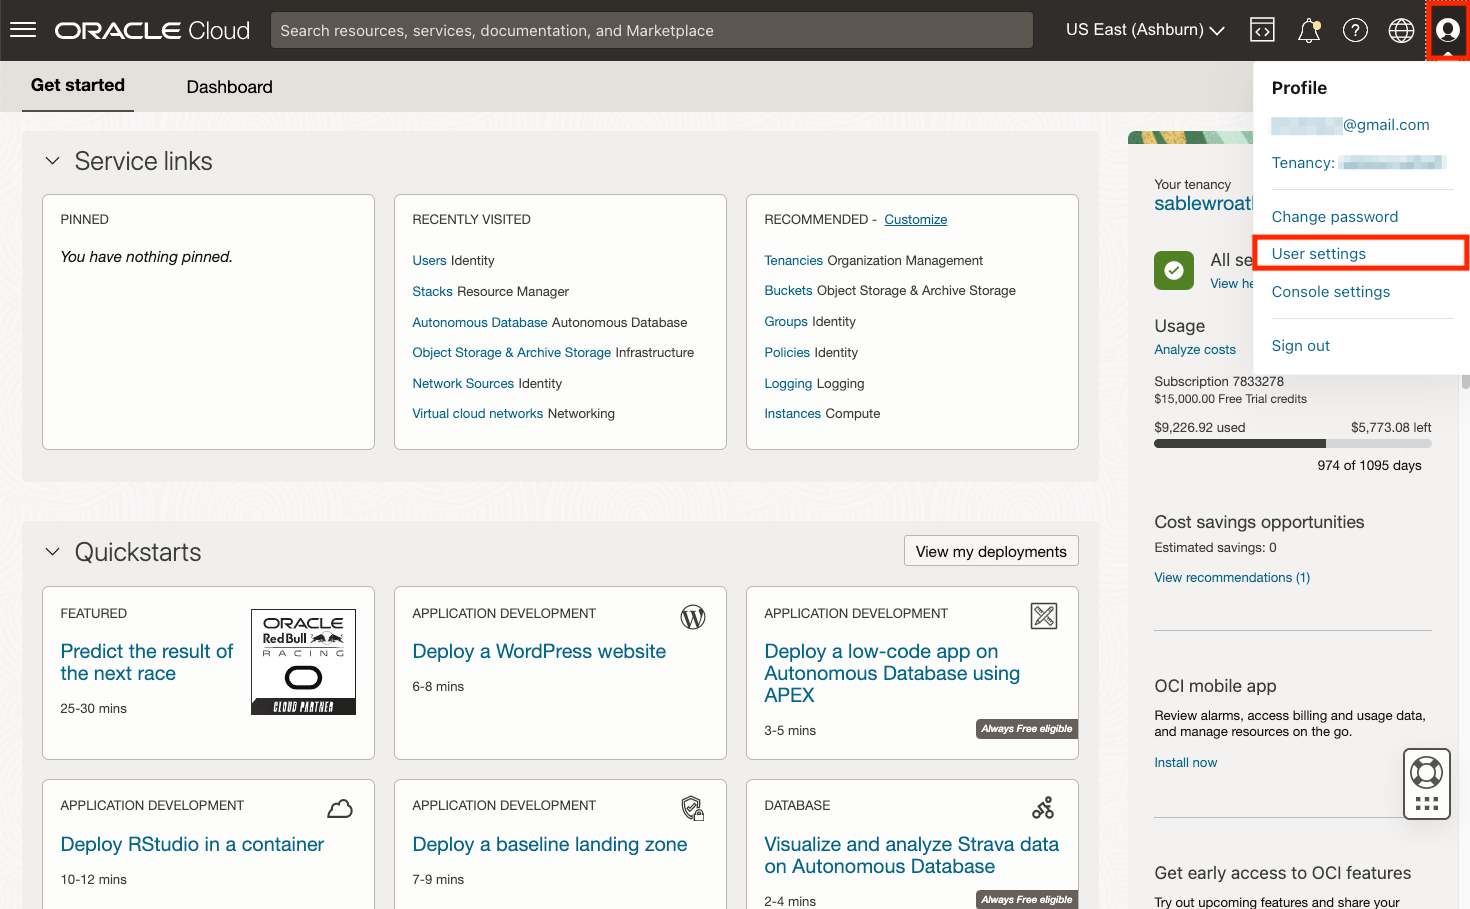 ORACLE Cloud
Search resources, services, documentation, and Marketplace
US East (Ashburn)
Get started
Dashboard
Profile
@gmail.com
Tenancy:
Change password
User settings
Console settings
Sign out
Service links
PINNED
You have nothing pinned.
RECENTLY VISITED
Users Identity
Stacks Resource Manager
Autonomous Database Autonomous Database
Object Storage & Archive Storage Infrastructure
Network Sources Identity
Virtual cloud networks Networking
RECOMMENDED - Customize
Tenancies Organization Management
Buckets Object Storage & Archive Storage
Groups Identity
Policies Identity
Logging Logging
Instances Compute
Your tenancy
All se
View he
Usage
Analyze costs
Subscription 7833278
$15,000.00 Free Trial credits
$9,226.92 used
$5,773.08 left
974 of 1095 days
Cost savings opportunities
Estimated savings: 0
View recommendations (1)
OCI mobile app
Review alarms, access billing and usage data,
and manage resources on the go.
Install now
Get early access to OCI features
Try out upcoming features and share your
Quickstarts
View my deployments
FEATURED
Predict the result of
the next race
25-30 mins
ORACLE
Red Bull
RACING
CLOUD PARTNER
APPLICATION DEVELOPMENT
Deploy a WordPress website
6-8 mins
APPLICATION DEVELOPMENT
Deploy a low-code app on
Autonomous Database using
APEX
3-5 mins
Always Free eligible
APPLICATION DEVELOPMENT
Deploy RStudio in a container
10-12 mins
APPLICATION DEVELOPMENT
Deploy a baseline landing zone
7-9 mins
DATABASE
Visualize and analyze Strava data
on Autonomous Database
2-4 mins
Always Free eligible